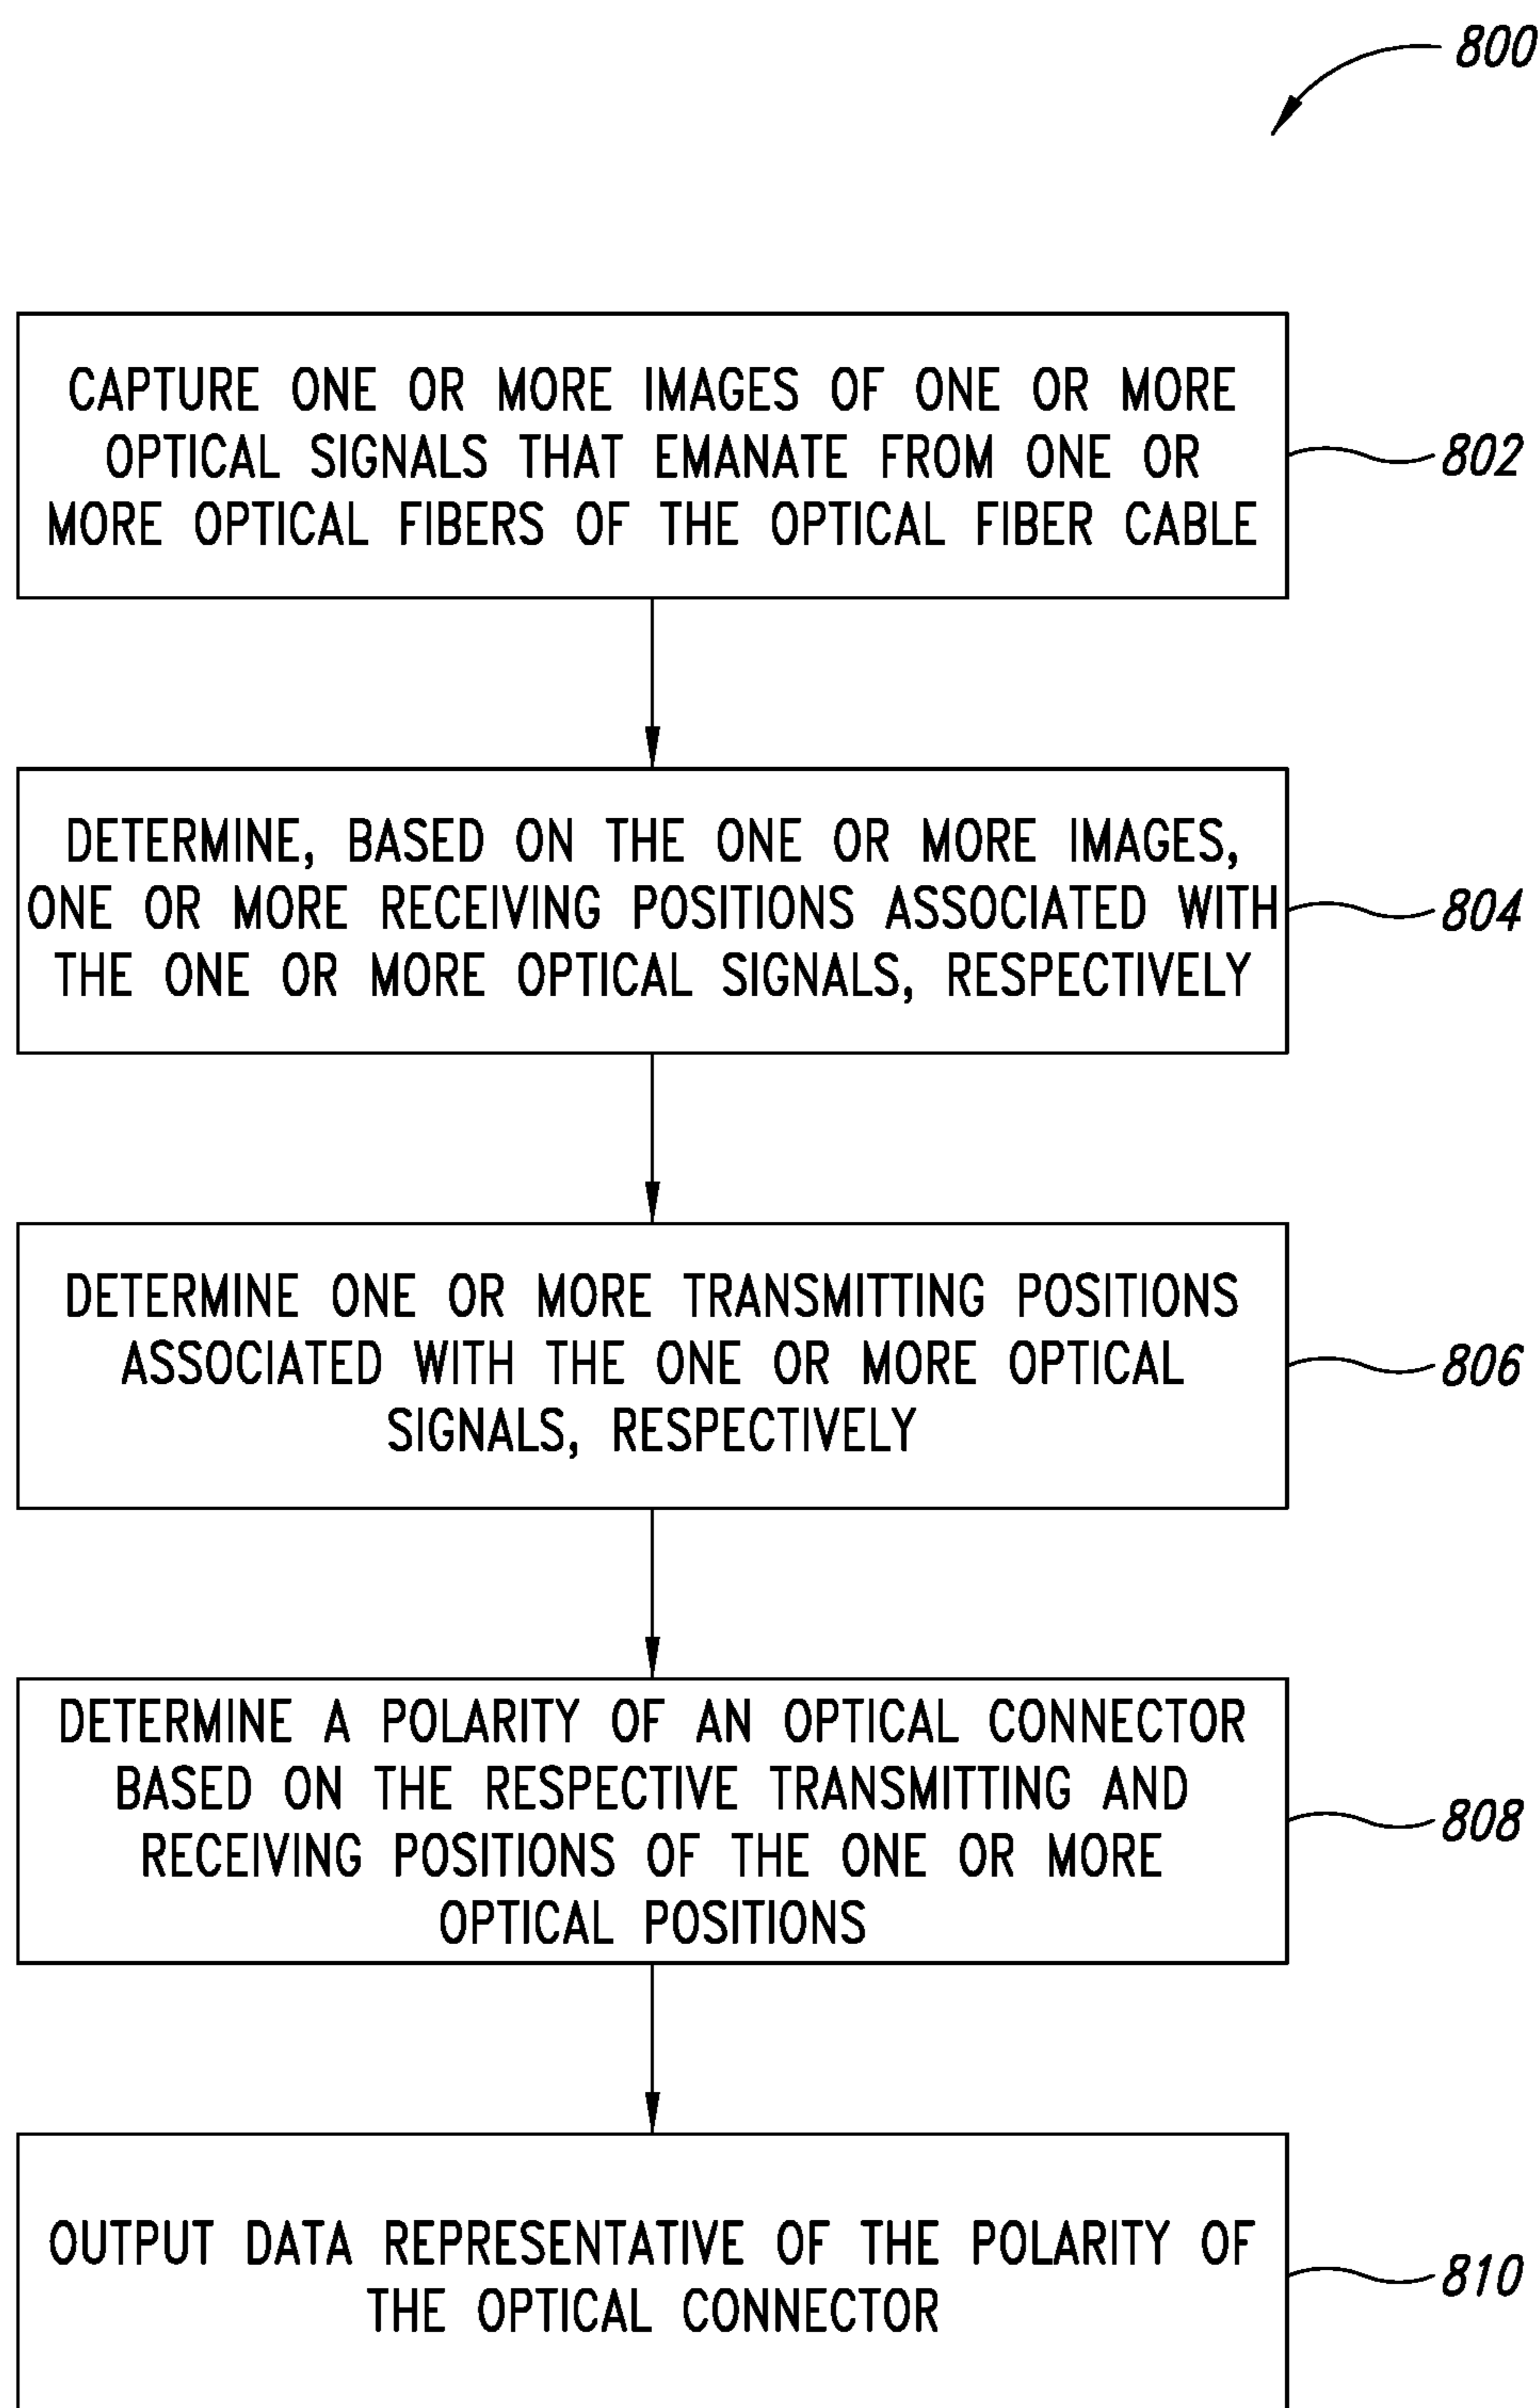 800
CAPTURE ONE OR MORE IMAGES OF ONE OR MORE
OPTICAL SIGNALS THAT EMANATE FROM ONE OR
MORE OPTICAL FIBERS OF THE OPTICAL FIBER CABLE
802
DETERMINE, BASED ON THE ONE OR MORE IMAGES,
ONE OR MORE RECEIVING POSITIONS ASSOCIATED WITH
THE ONE OR MORE OPTICAL SIGNALS, RESPECTIVELY
804
DETERMINE ONE OR MORE TRANSMITTING POSITIONS
ASSOCIATED WITH THE ONE OR MORE OPTICAL
SIGNALS, RESPECTIVELY
806
DETERMINE A POLARITY OF AN OPTICAL CONNECTOR
BASED ON THE RESPECTIVE TRANSMITTING AND
RECEIVING POSITIONS OF THE ONE OR MORE
OPTICAL POSITIONS
808
OUTPUT DATA REPRESENTATIVE OF THE POLARITY OF
THE OPTICAL CONNECTOR
810